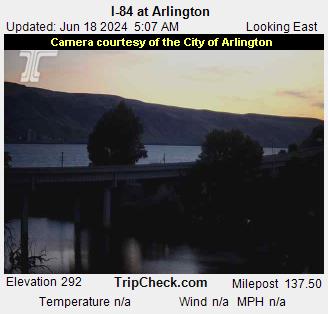 I-84 at Arlington
Updated: Jun 18 2024 5:07 AM Looking East
Camera courtesy of the City of Arlington
Elevation 292 TripCheck.com Milepost 137.50
Temperature n/a Wind n/a MPH n/a